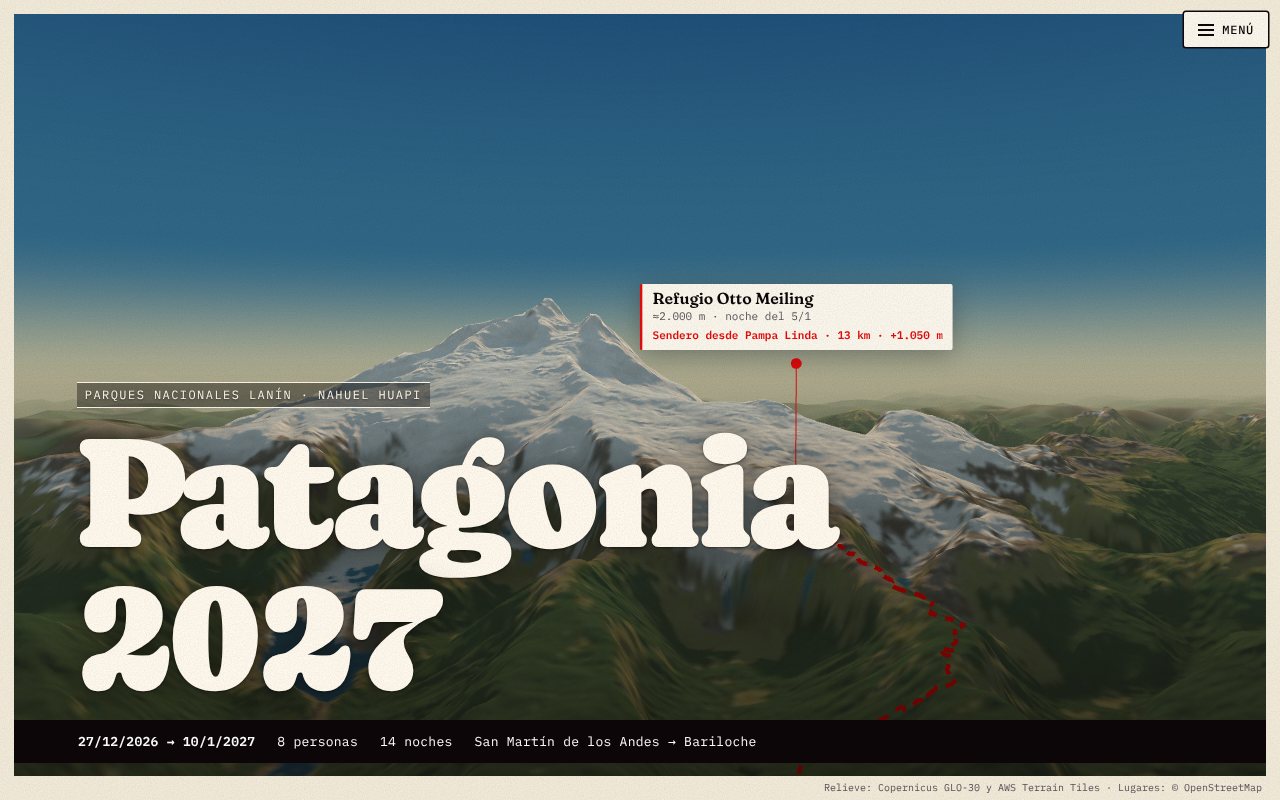 MENÚ
Refugio Otto Meiling
≈2.000 m · noche del 5/1
Sendero desde Pampa Linda · 13 km · +1.050 m
PARQUES NACIONALES LANÍN · NAHUEL HUAPI
Patagonia
2027
27/12/2026 → 10/1/2027 8 personas 14 noches San Martín de los Andes → Bariloche
Relieve: Copernicus GLO-30 y AWS Terrain Tiles · Lugares: © OpenStreetMap